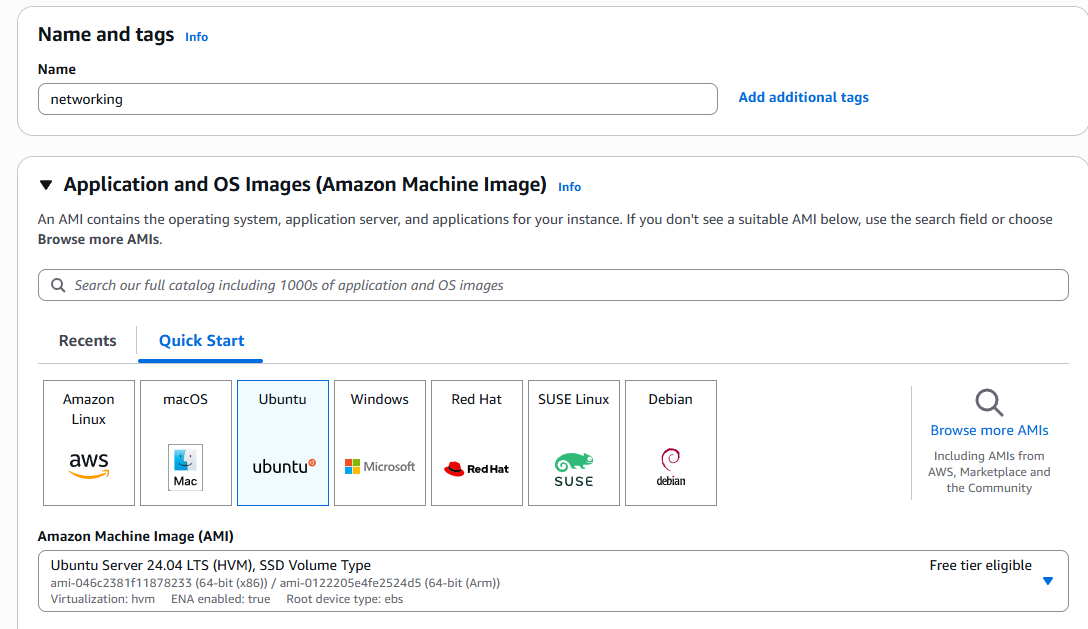 Name and tags Info
Name
networking
Add additional tags
Application and OS Images (Amazon Machine Image) Info
An AMI contains the operating system, application server, and applications for your instance. If you don't see a suitable AMI below, use the search field or choose
Browse more AMIs.
Search our full catalog including 1000s of application and OS images
Recents
Quick Start
Amazon
Linux
aws
macOS
Mac
Ubuntu
ubuntu
Windows
Microsoft
Red Hat
Red Hat
SUSE Linux
SUSE
Debian
debian
Browse more AMIs
Including AMIs from
AWS, Marketplace and
the Community
Amazon Machine Image (AMI)
Ubuntu Server 24.04 LTS (HVM), SSD Volume Type
Free tier eligible
ami-046c2381f11878233 (64-bit (x86)) / ami-0122205e4fe2524d5 (64-bit (Arm))
Virtualization: hvm ENA enabled: true Root device type: ebs